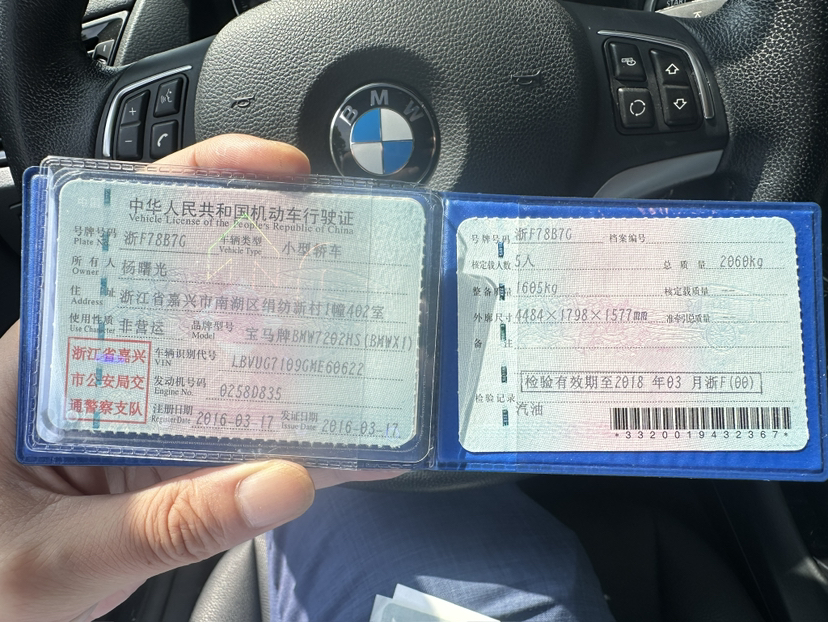 BMW
中华人民共和国机动车行驶证
Vehicle License of the People's Republic of China
号牌号码 浙F78B7G 车辆类型 小型轿车
Plate No. Vehicle Type
所有人 杨曙光
Owner
住址 浙江省嘉兴市南湖区绢纺新村1幢402室
Address
使用性质 非营运 品牌型号 宝马牌BMW7202HS(BMWX1)
Use Character Model
浙江省嘉兴市公安局交通警察支队
车辆识别代号 LBVUG7109GME60622
VIN
发动机号码 0258D835
Engine No.
注册日期 2016-03-17 发证日期 2016-03-17
Register Date Issue Date
号牌号码 浙F78B7G 档案编号
核定载人数 5人 总质量 2060kg
整备质量 1605kg 核定载质量 --
外廓尺寸 4484×1798×1577 准牵引总质量 --
备注
检验有效期至2018 年03 月浙F(00)
检验记录
汽油
*3320019432367*